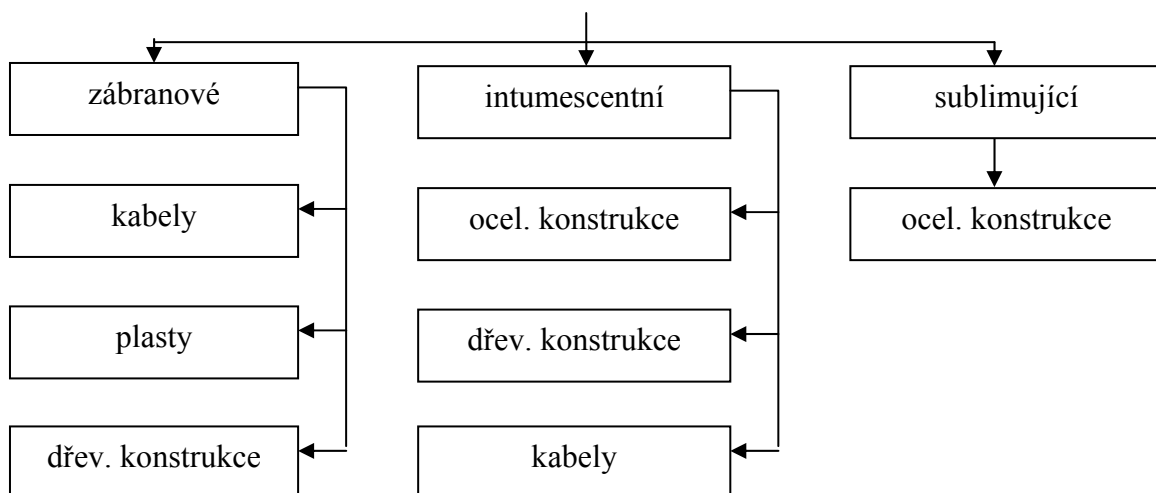 zábranové
intumescentní
sublimující
kabely
ocel. konstrukce
ocel. konstrukce
plasty
dřev. konstrukce
dřev. konstrukce
kabely